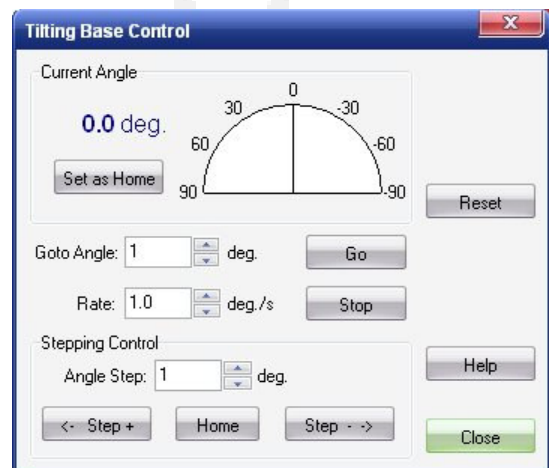 Tilting Base Control
Current Angle
0.0 deg.
0
30
-30
60
-60
90
-90
Set as Home
Reset
Goto Angle: 1 deg.
Go
Rate: 1.0 deg./s
Stop
Stepping Control
Angle Step: 1 deg.
Help
<- Step +
Home
Step - ->
Close